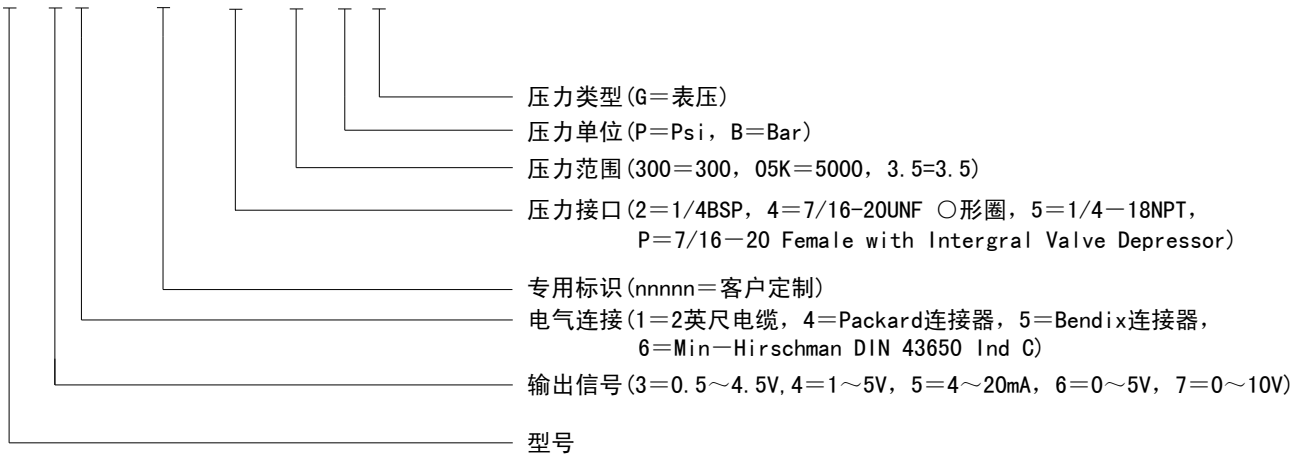 压力类型(G＝表压)
压力单位(P＝Psi，B＝Bar)
压力范围(300＝300，05K＝5000，3.5=3.5)
压力接口(2＝1/4BSP，4＝7/16-20UNF ○形圈，5＝1/4－18NPT，
P＝7/16－20 Female with Intergral Valve Depressor)
专用标识(nnnnn＝客户定制)
电气连接(1＝2英尺电缆，4＝Packard连接器，5＝Bendix连接器，
6＝Min－Hirschman DIN 43650 Ind C)
输出信号(3＝0.5～4.5V,4＝1～5V，5＝4～20mA，6＝0～5V，7＝0～10V)
型号